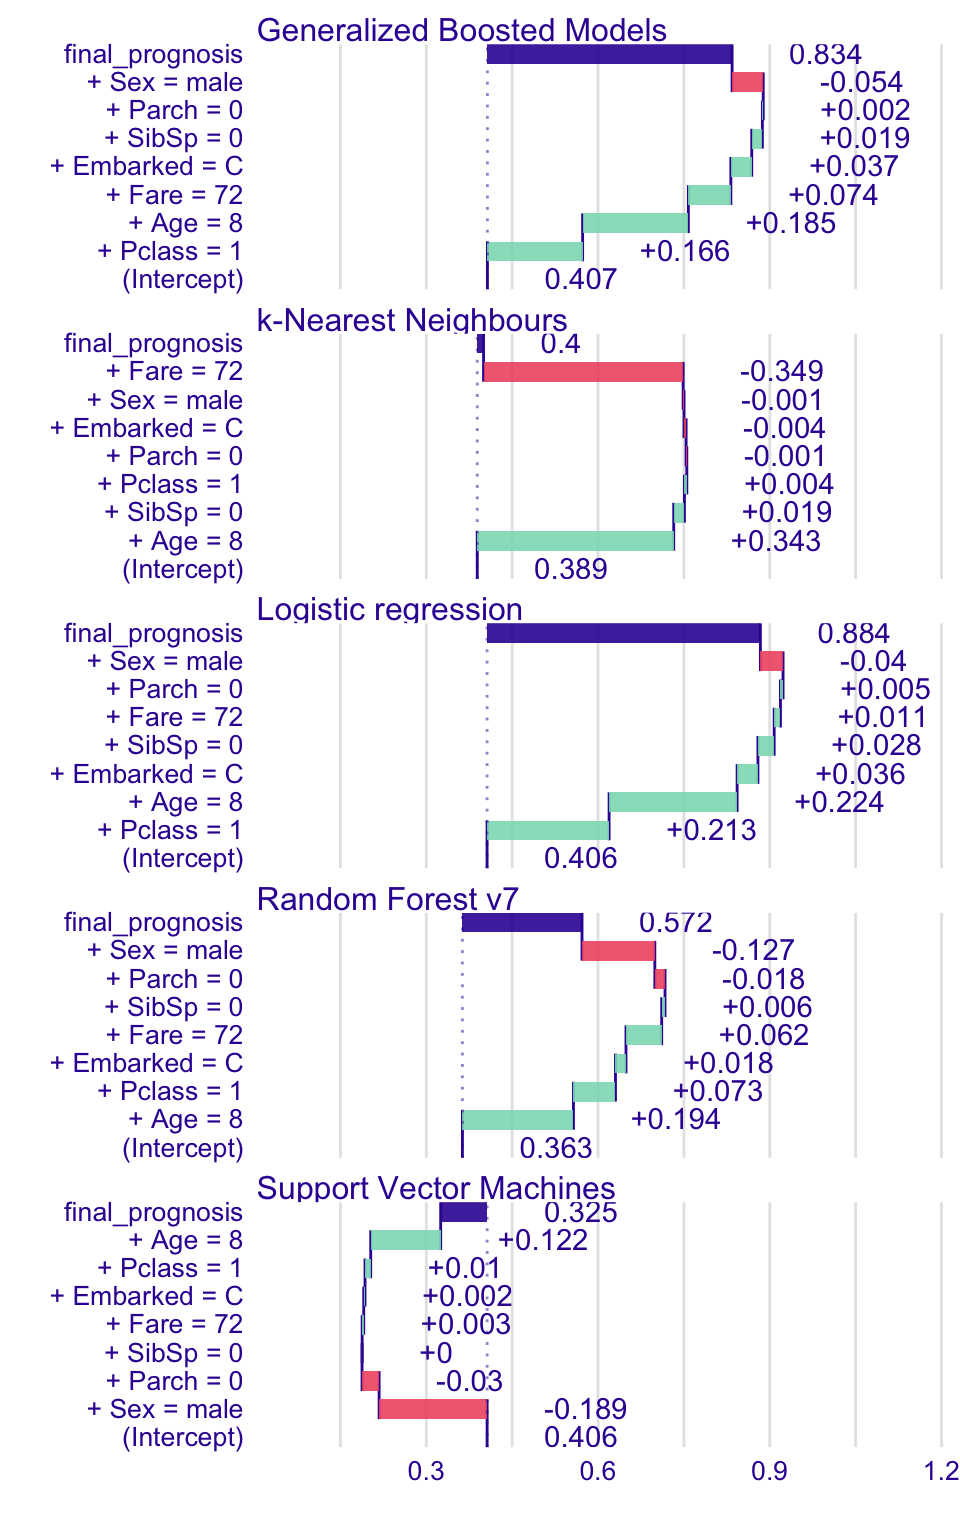 Generalized Boosted Models
final_prognosis 0.834
+ Sex = male -0.054
+ Parch = 0 +0.002
+ SibSp = 0 +0.019
+ Embarked = C +0.037
+ Fare = 72 +0.074
+ Age = 8 +0.185
+ Pclass = 1 +0.166
(Intercept) 0.407
k-Nearest Neighbours
final_prognosis 0.4
+ Fare = 72 -0.349
+ Sex = male -0.001
+ Embarked = C -0.004
+ Parch = 0 -0.001
+ Pclass = 1 +0.004
+ SibSp = 0 +0.019
+ Age = 8 +0.343
(Intercept) 0.389
Logistic regression
final_prognosis 0.884
+ Sex = male -0.04
+ Parch = 0 +0.005
+ Fare = 72 +0.011
+ SibSp = 0 +0.028
+ Embarked = C +0.036
+ Age = 8 +0.224
+ Pclass = 1 +0.213
(Intercept) 0.406
Random Forest v7
final_prognosis 0.572
+ Sex = male -0.127
+ Parch = 0 -0.018
+ SibSp = 0 +0.006
+ Fare = 72 +0.062
+ Embarked = C +0.018
+ Pclass = 1 +0.073
+ Age = 8 +0.194
(Intercept) 0.363
Support Vector Machines
final_prognosis 0.325
+ Age = 8 +0.122
+ Pclass = 1 +0.01
+ Embarked = C +0.002
+ Fare = 72 +0.003
+ SibSp = 0 +0
+ Parch = 0 -0.03
+ Sex = male -0.189
(Intercept) 0.406
0.3 0.6 0.9 1.2